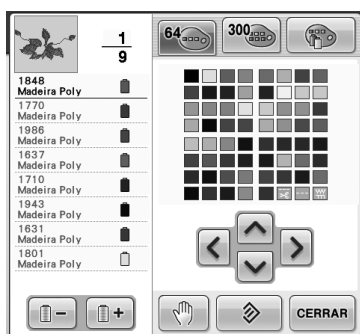 1
9
64
300
1848
Madeira Poly
1770
Madeira Poly
1986
Madeira Poly
1637
Madeira Poly
1710
Madeira Poly
1943
Madeira Poly
1631
Madeira Poly
1801
Madeira Poly
CERRAR